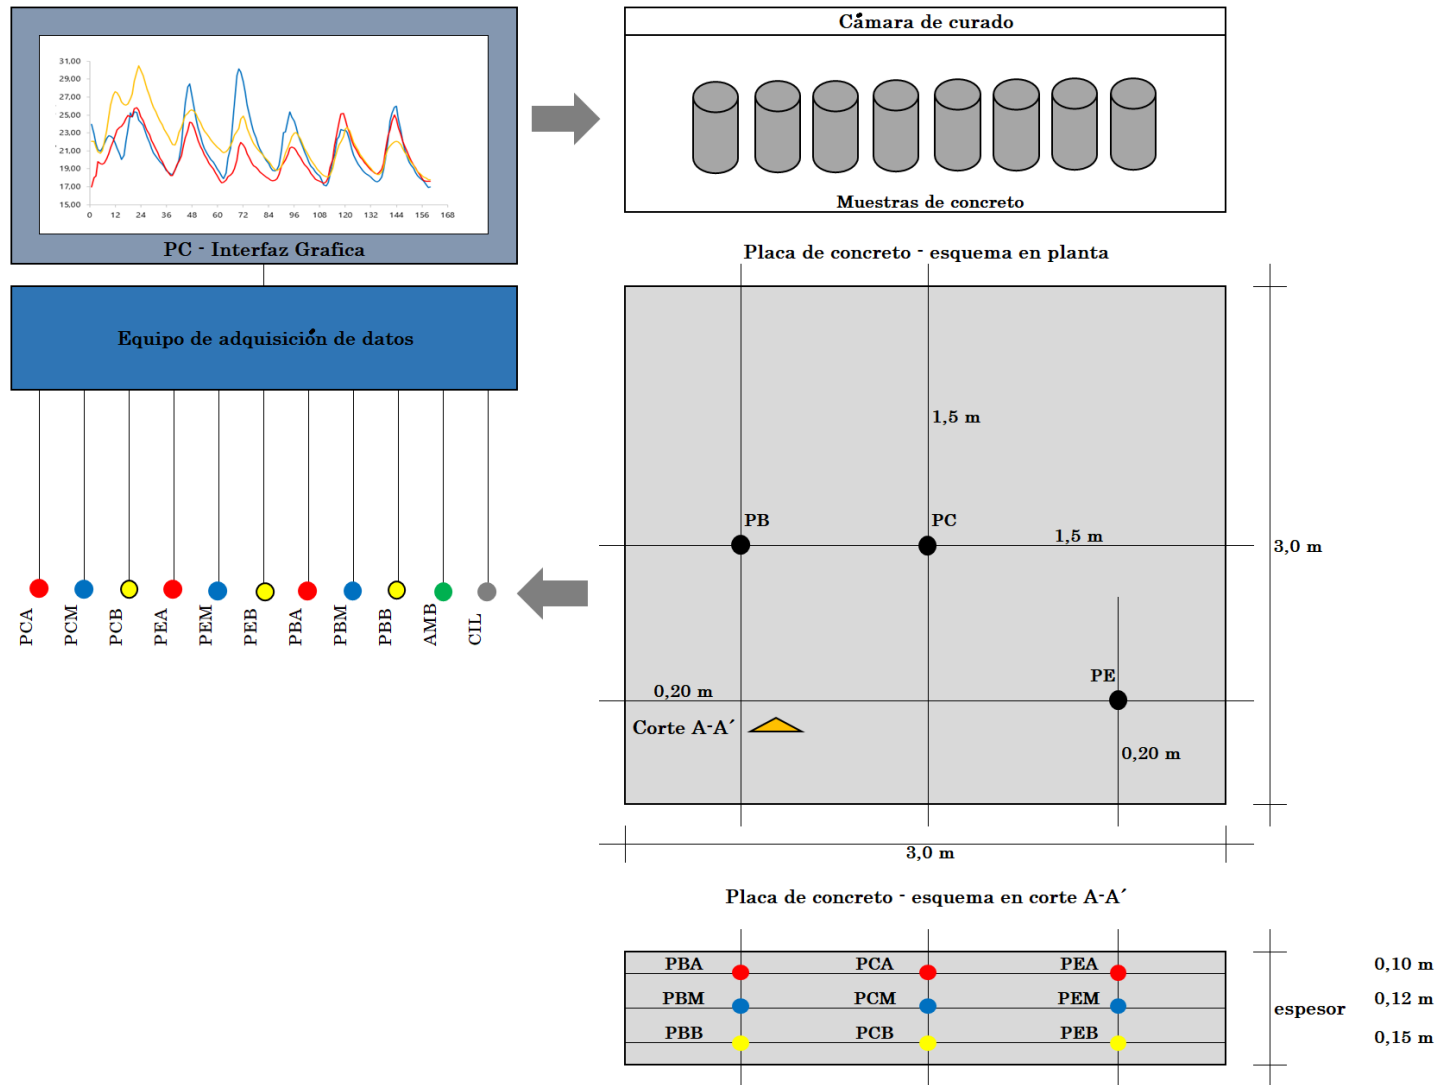 31,00
29,00
27,00
25,00
23,00
21,00
19,00
17,00
15,00
0 12 24 36 48 60 72 84 96 108 120 132 144 156 168
PC - Interfaz Grafica
Equipo de adquisición de datos
PCA
PCM
PCB
PEA
PEM
PEB
PBA
PBM
PBB
AMB
CIL
Cámara de curado
Muestras de concreto
Placa de concreto - esquema en planta
1,5 m
PB
PC
1,5 m
3,0 m
PE
0,20 m
Corte A-A´
0,20 m
3,0 m
Placa de concreto - esquema en corte A-A´
PBA PCA PEA 0,10 m
PBM PCM PEM 0,12 m
espesor
PBB PCB PEB 0,15 m